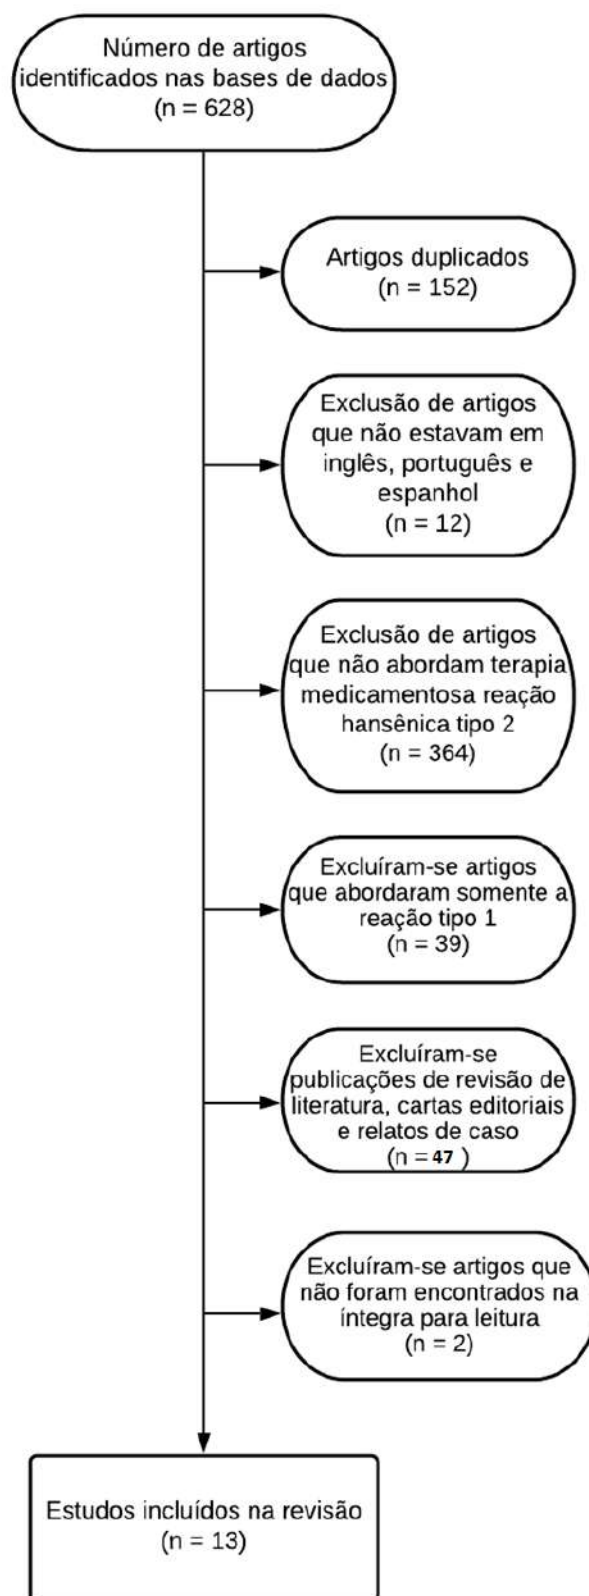 Número de artigos
identificados nas bases de dados
(n = 628)
Artigos duplicados
(n = 152)
Exclusão de artigos
que não estavam em
inglês, português e
espanhol
(n = 12)
Exclusão de artigos
que não abordam terapia
medicamentosa reação
hansênica tipo 2
(n = 364)
Excluíram-se artigos
que abordaram somente a
reação tipo 1
(n = 39)
Excluíram-se
publicações de revisão de
literatura, cartas editoriais
e relatos de caso
(n = 47 )
Excluíram-se artigos que
não foram encontrados na
íntegra para leitura
(n = 2)
Estudos incluídos na revisão
(n = 13)